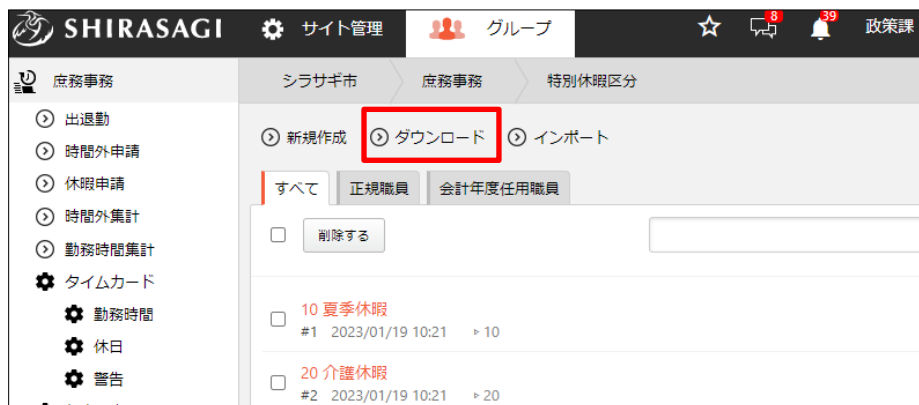 SHIRASAGI サイト管理 グループ 8 39 政策課
庶務事務 シラサギ市 庶務事務 特別休暇区分
出退勤
時間外申請
休暇申請
時間外集計
勤務時間集計
タイムカード
勤務時間
休日
警告
新規作成 ダウンロード インポート
すべて 正規職員 会計年度任用職員
削除する
10 夏季休暇
#1 2023/01/19 10:21 10
20 介護休暇
#2 2023/01/19 10:21 20